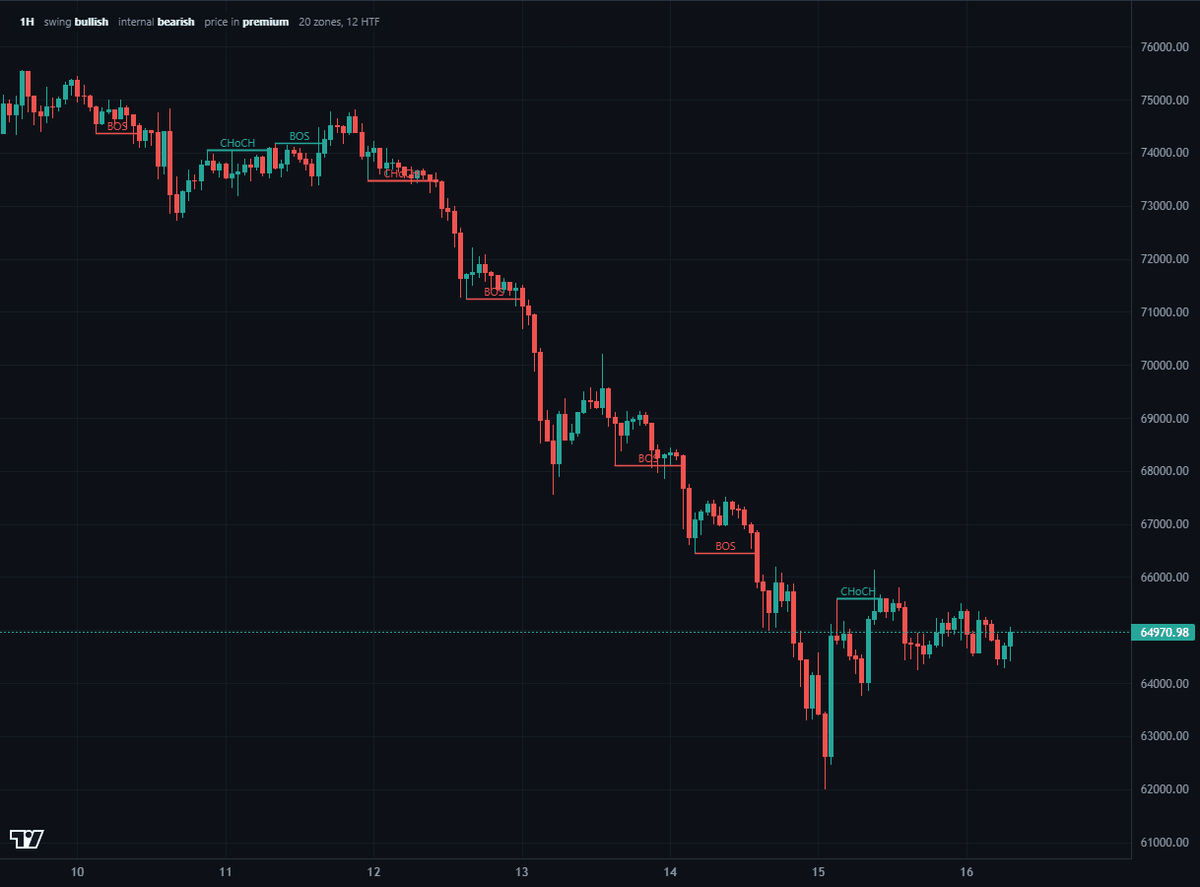 1H swing bullish internal bearish price in premium 20 zones, 12 HTF
76000.00
75000.00
BOS
CHoCH
BOS
74000.00
CHoCH
73000.00
72000.00
BOS
71000.00
70000.00
69000.00
BOS
68000.00
67000.00
BOS
66000.00
CHoCH
64970.98
64000.00
63000.00
62000.00
61000.00
10 11 12 13 14 15 16